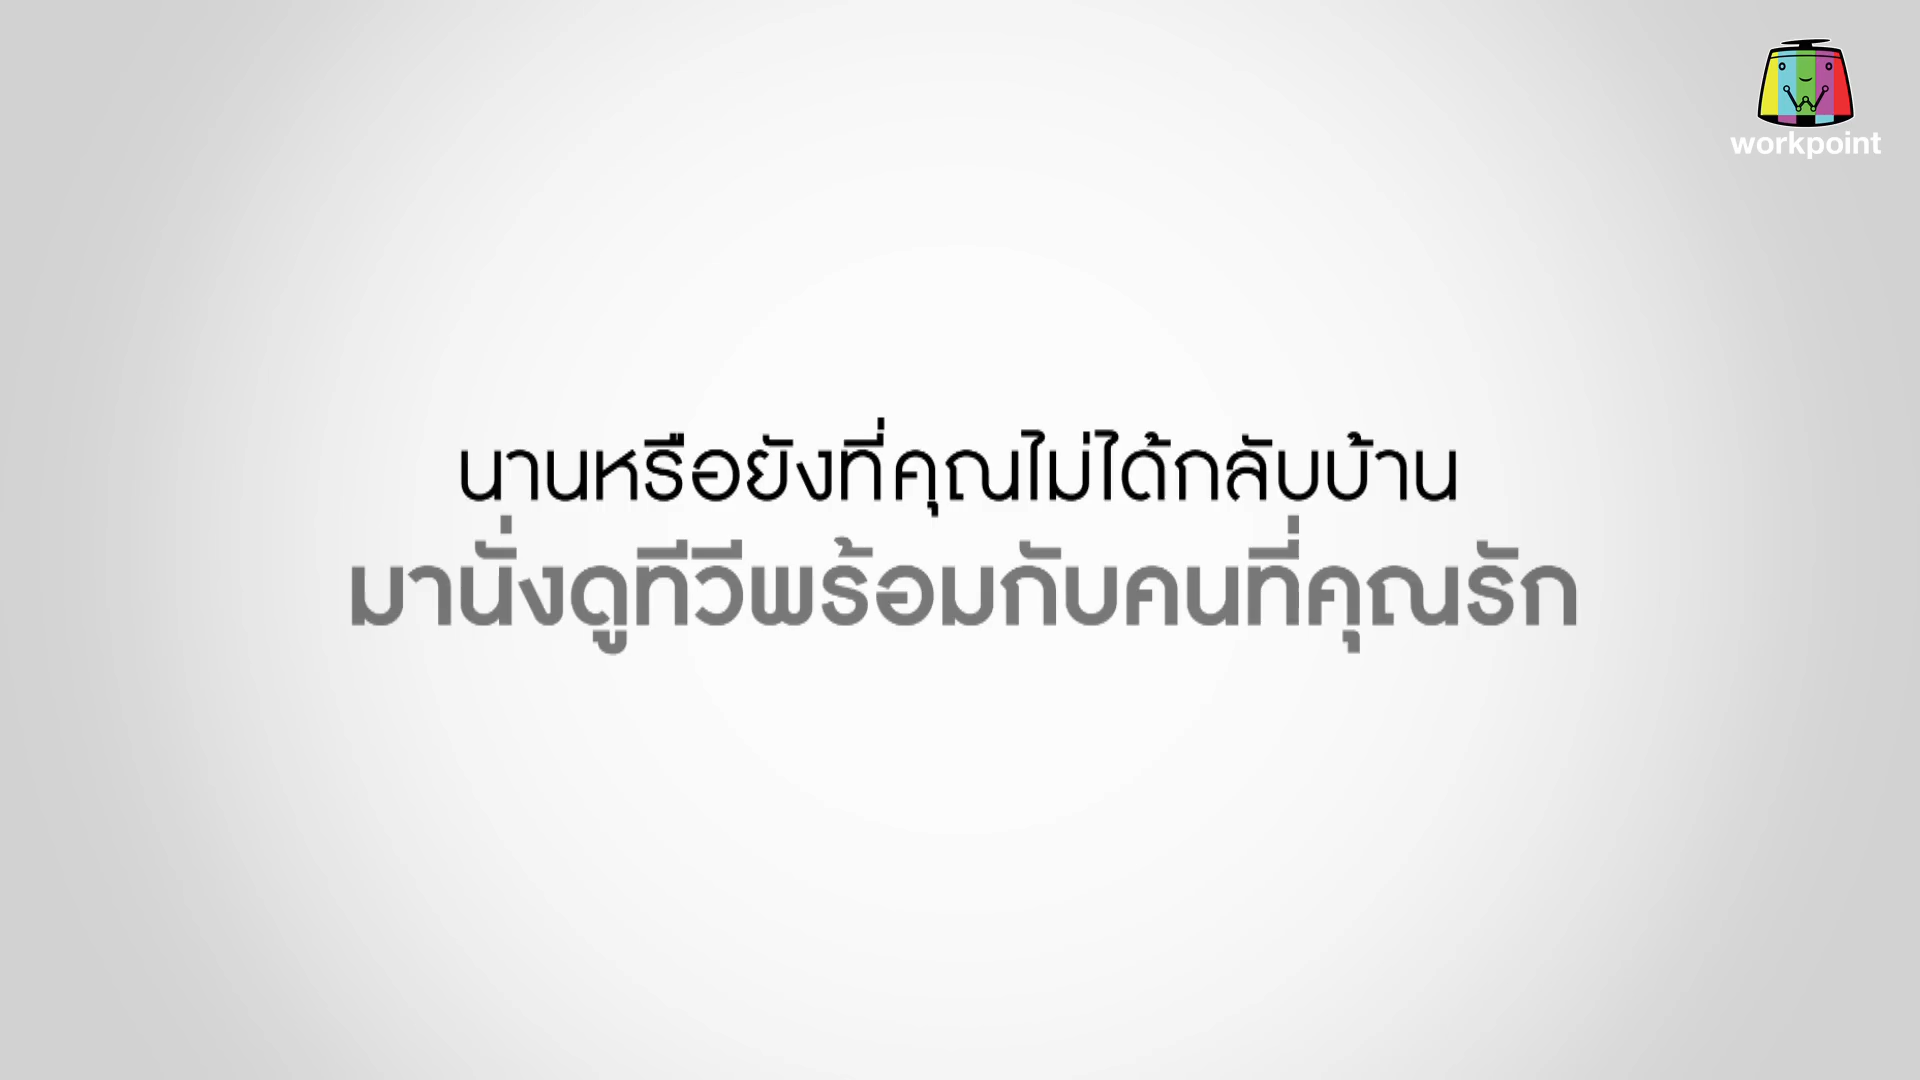 workpoint
นานหรือยังที่คุณไม่ได้กลับบ้าน
มานั่งดูทีวีพร้อมกับคนที่คุณรัก